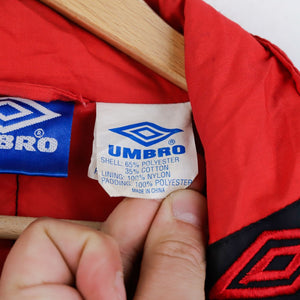 UMBRO®
UMBRO
SHELL: 65% POLYESTER
35% COTTON
LINING: 100% NYLON
PADDING: 100% POLYESTER
MADE IN CHINA